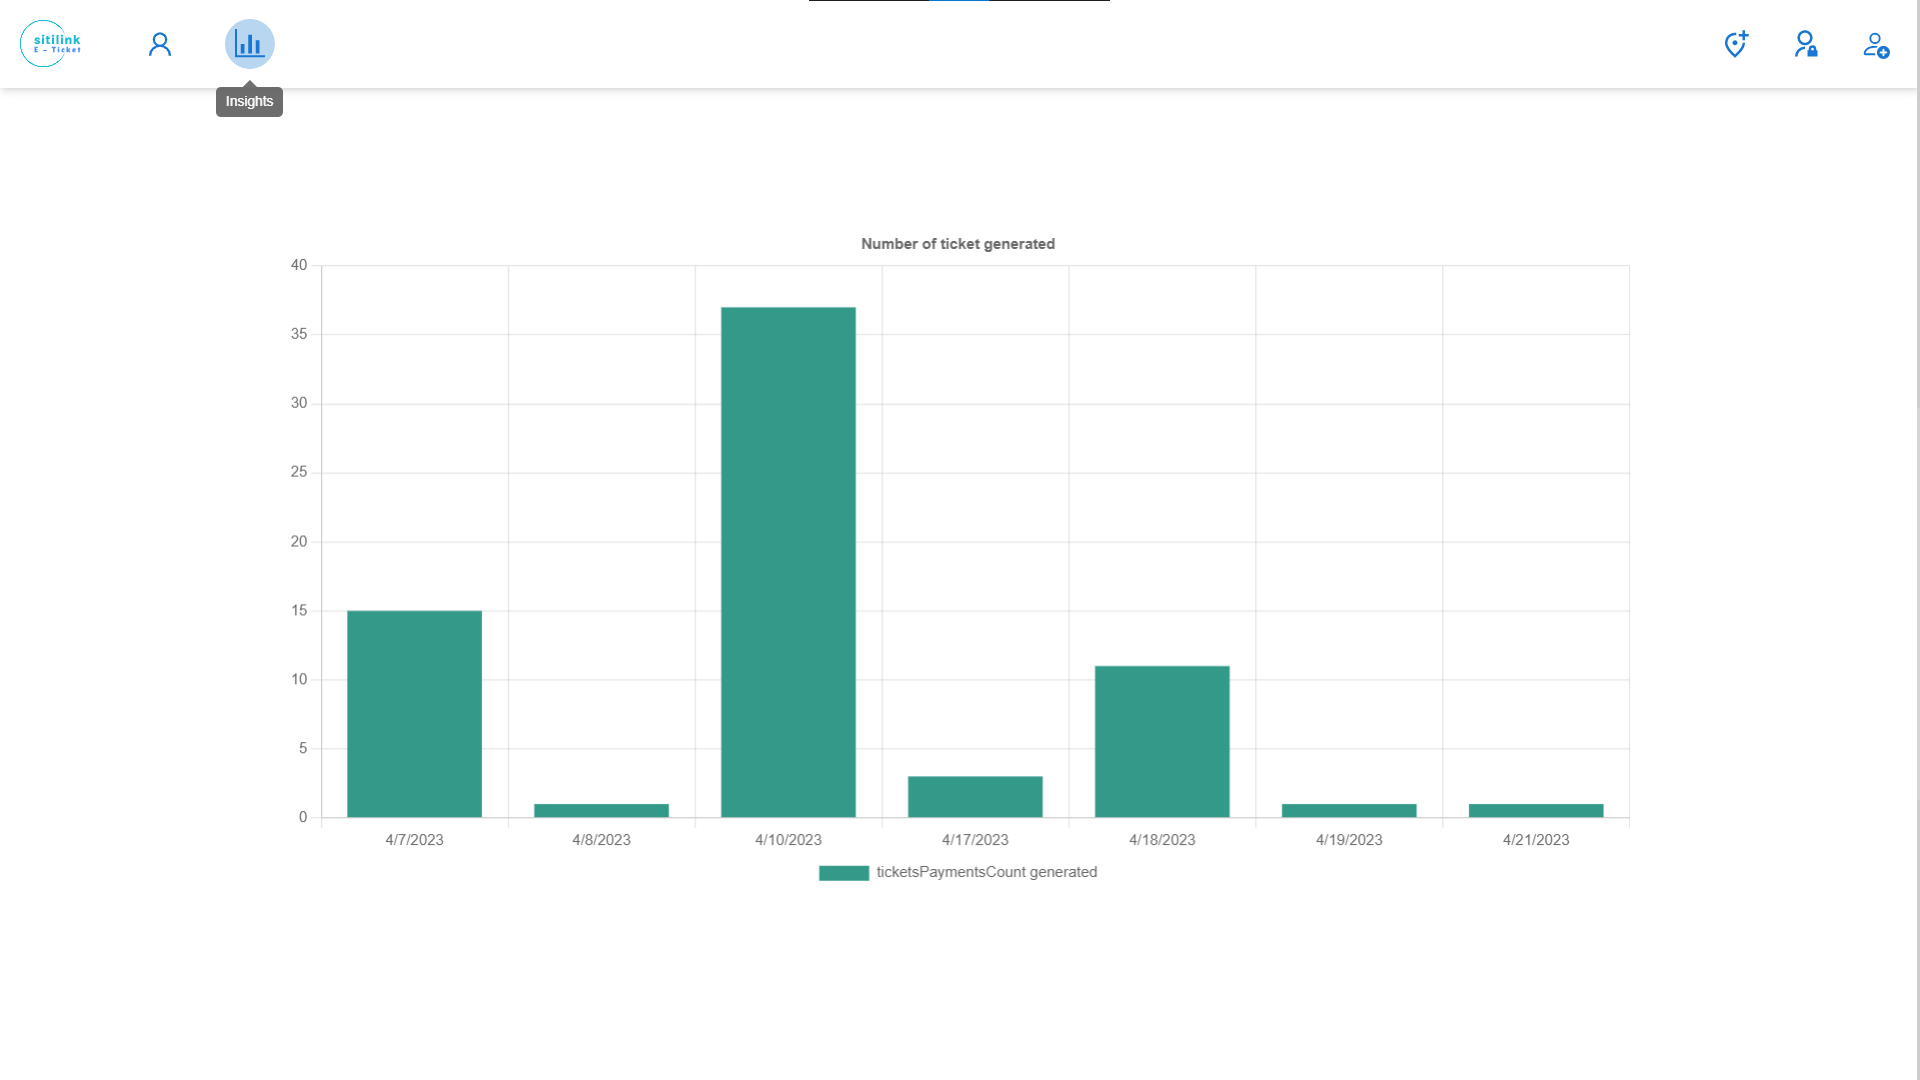 sitilink
E - Ticket
Insights
Number of ticket generated
40
35
30
25
20
15
10
5
0
4/7/2023 4/8/2023 4/10/2023 4/17/2023 4/18/2023 4/19/2023 4/21/2023
ticketsPaymentsCount generated